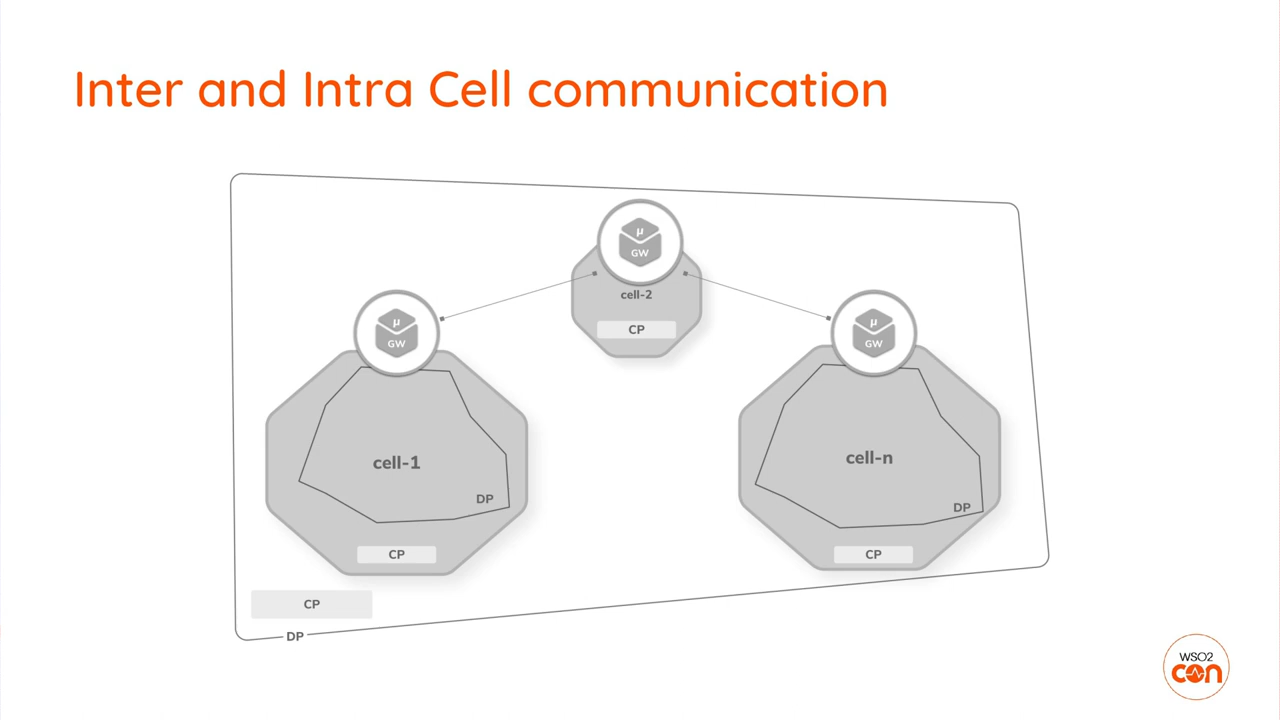 Inter and Intra Cell communication
µ
GW
cell-2
CP
µ
GW
cell-1
DP
CP
µ
GW
cell-n
DP
CP
CP
DP
WSO2
con